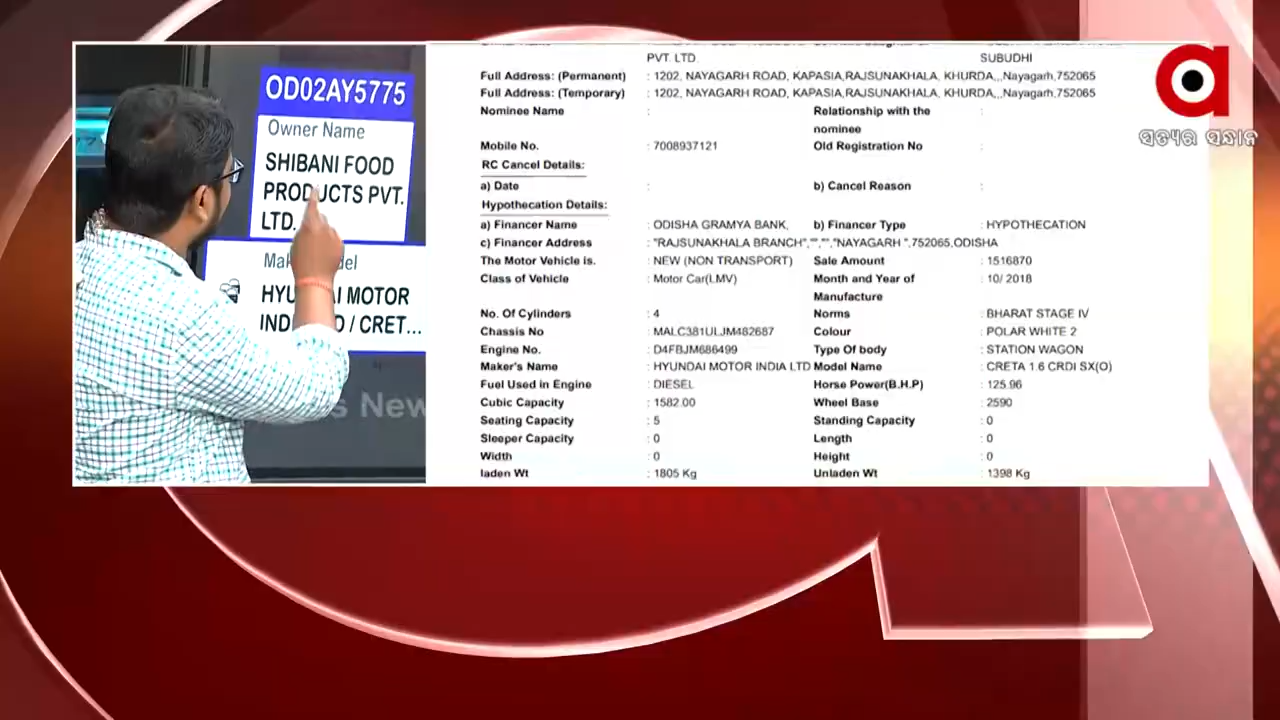 OD02AY5775
Owner Name
SHIBANI FOOD
PRODUCTS PVT.
LTD.
HYUNDAI MOTOR
CRET...
PVT. LTD. SUBUDHI
Full Address: (Permanent) : 1202, NAYAGARH ROAD, KAPASIA,RAJSUNAKHALA, KHURDA,,,Nayagarh,752065
Full Address: (Temporary) : 1202, NAYAGARH ROAD, KAPASIA,RAJSUNAKHALA, KHURDA,,,Nayagarh,752065
Nominee Name : Relationship with the :
nominee
Mobile No. : 7008937121 Old Registration No :
RC Cancel Details:
a) Date : b) Cancel Reason :
Hypothecation Details:
a) Financer Name : ODISHA GRAMYA BANK, b) Financer Type : HYPOTHECATION
c) Financer Address : "RAJSUNAKHALA BRANCH","","","NAYAGARH ",752065,ODISHA
The Motor Vehicle is. : NEW (NON TRANSPORT) Sale Amount : 1516870
Class of Vehicle : Motor Car(LMV) Month and Year of : 10/ 2018
Manufacture
No. Of Cylinders : 4 Norms : BHARAT STAGE IV
Chassis No : MALC381ULJM482687 Colour : POLAR WHITE 2
Engine No. : D4FBJM686499 Type Of body : STATION WAGON
Maker's Name : HYUNDAI MOTOR INDIA LTD Model Name : CRETA 1.6 CRDI SX(O)
Fuel Used in Engine : DIESEL Horse Power(B.H.P) : 125.96
Cubic Capacity : 1582.00 Wheel Base : 2590
Seating Capacity : 5 Standing Capacity : 0
Sleeper Capacity : 0 Length : 0
Width : 0 Height : 0
laden Wt : 1805 Kg Unladen Wt : 1398 Kg
a
ସତ୍ୟର ସନ୍ଧାନ